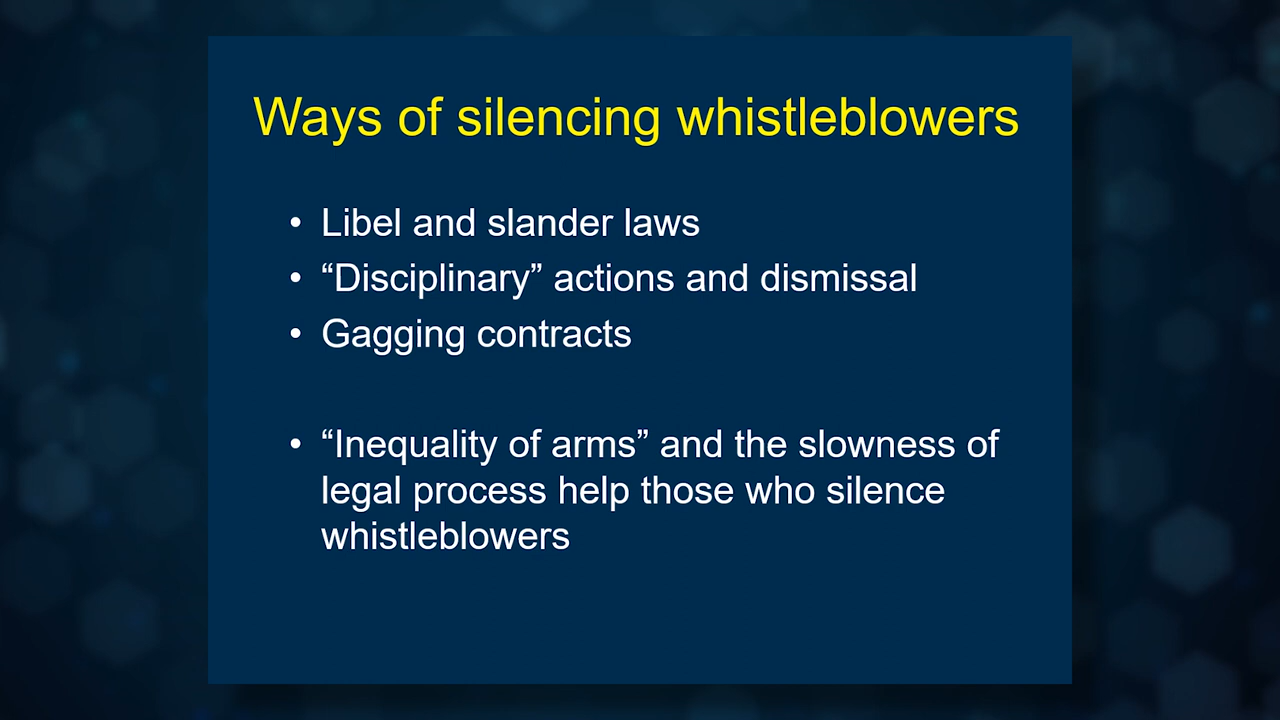 Ways of silencing whistleblowers
• Libel and slander laws
• “Disciplinary” actions and dismissal
• Gagging contracts
• “Inequality of arms” and the slowness of
legal process help those who silence
whistleblowers